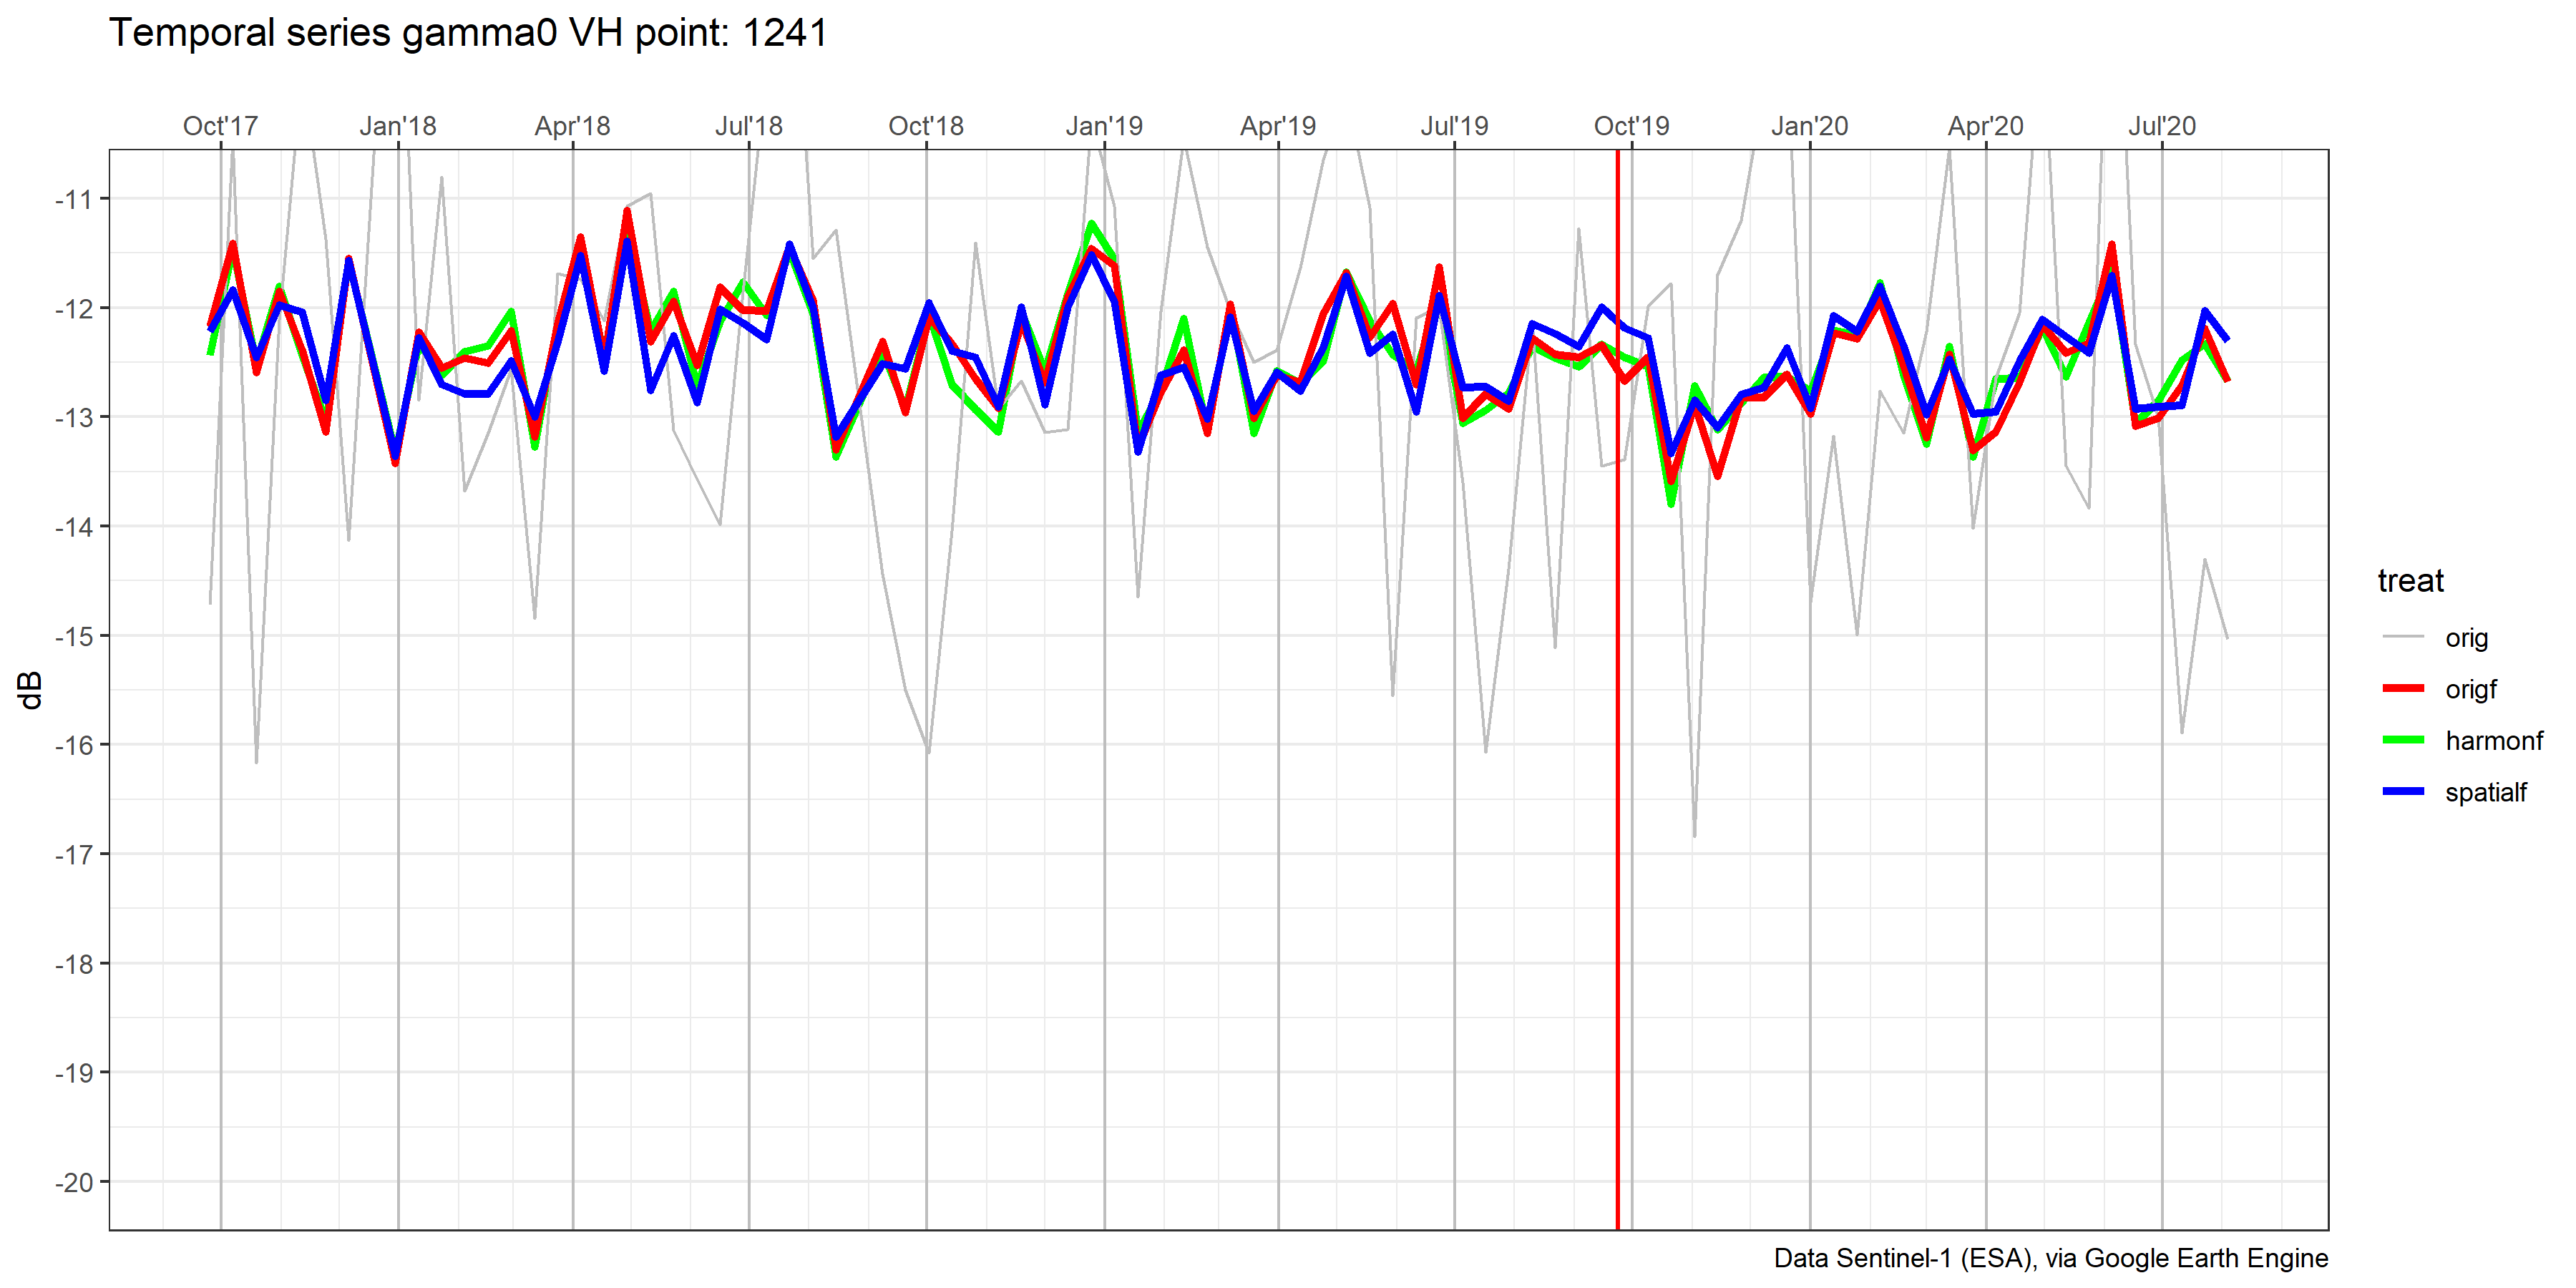 Temporal series gamma0 VH point: 1241
Oct'17 Jan'18 Apr'18 Jul'18 Oct'18 Jan'19 Apr'19 Jul'19 Oct'19 Jan'20 Apr'20 Jul'20
-11
-12
-13
-14
-15
-16
-17
-18
-19
-20
dB
treat
orig
origf
harmonf
spatialf
Data Sentinel-1 (ESA), via Google Earth Engine